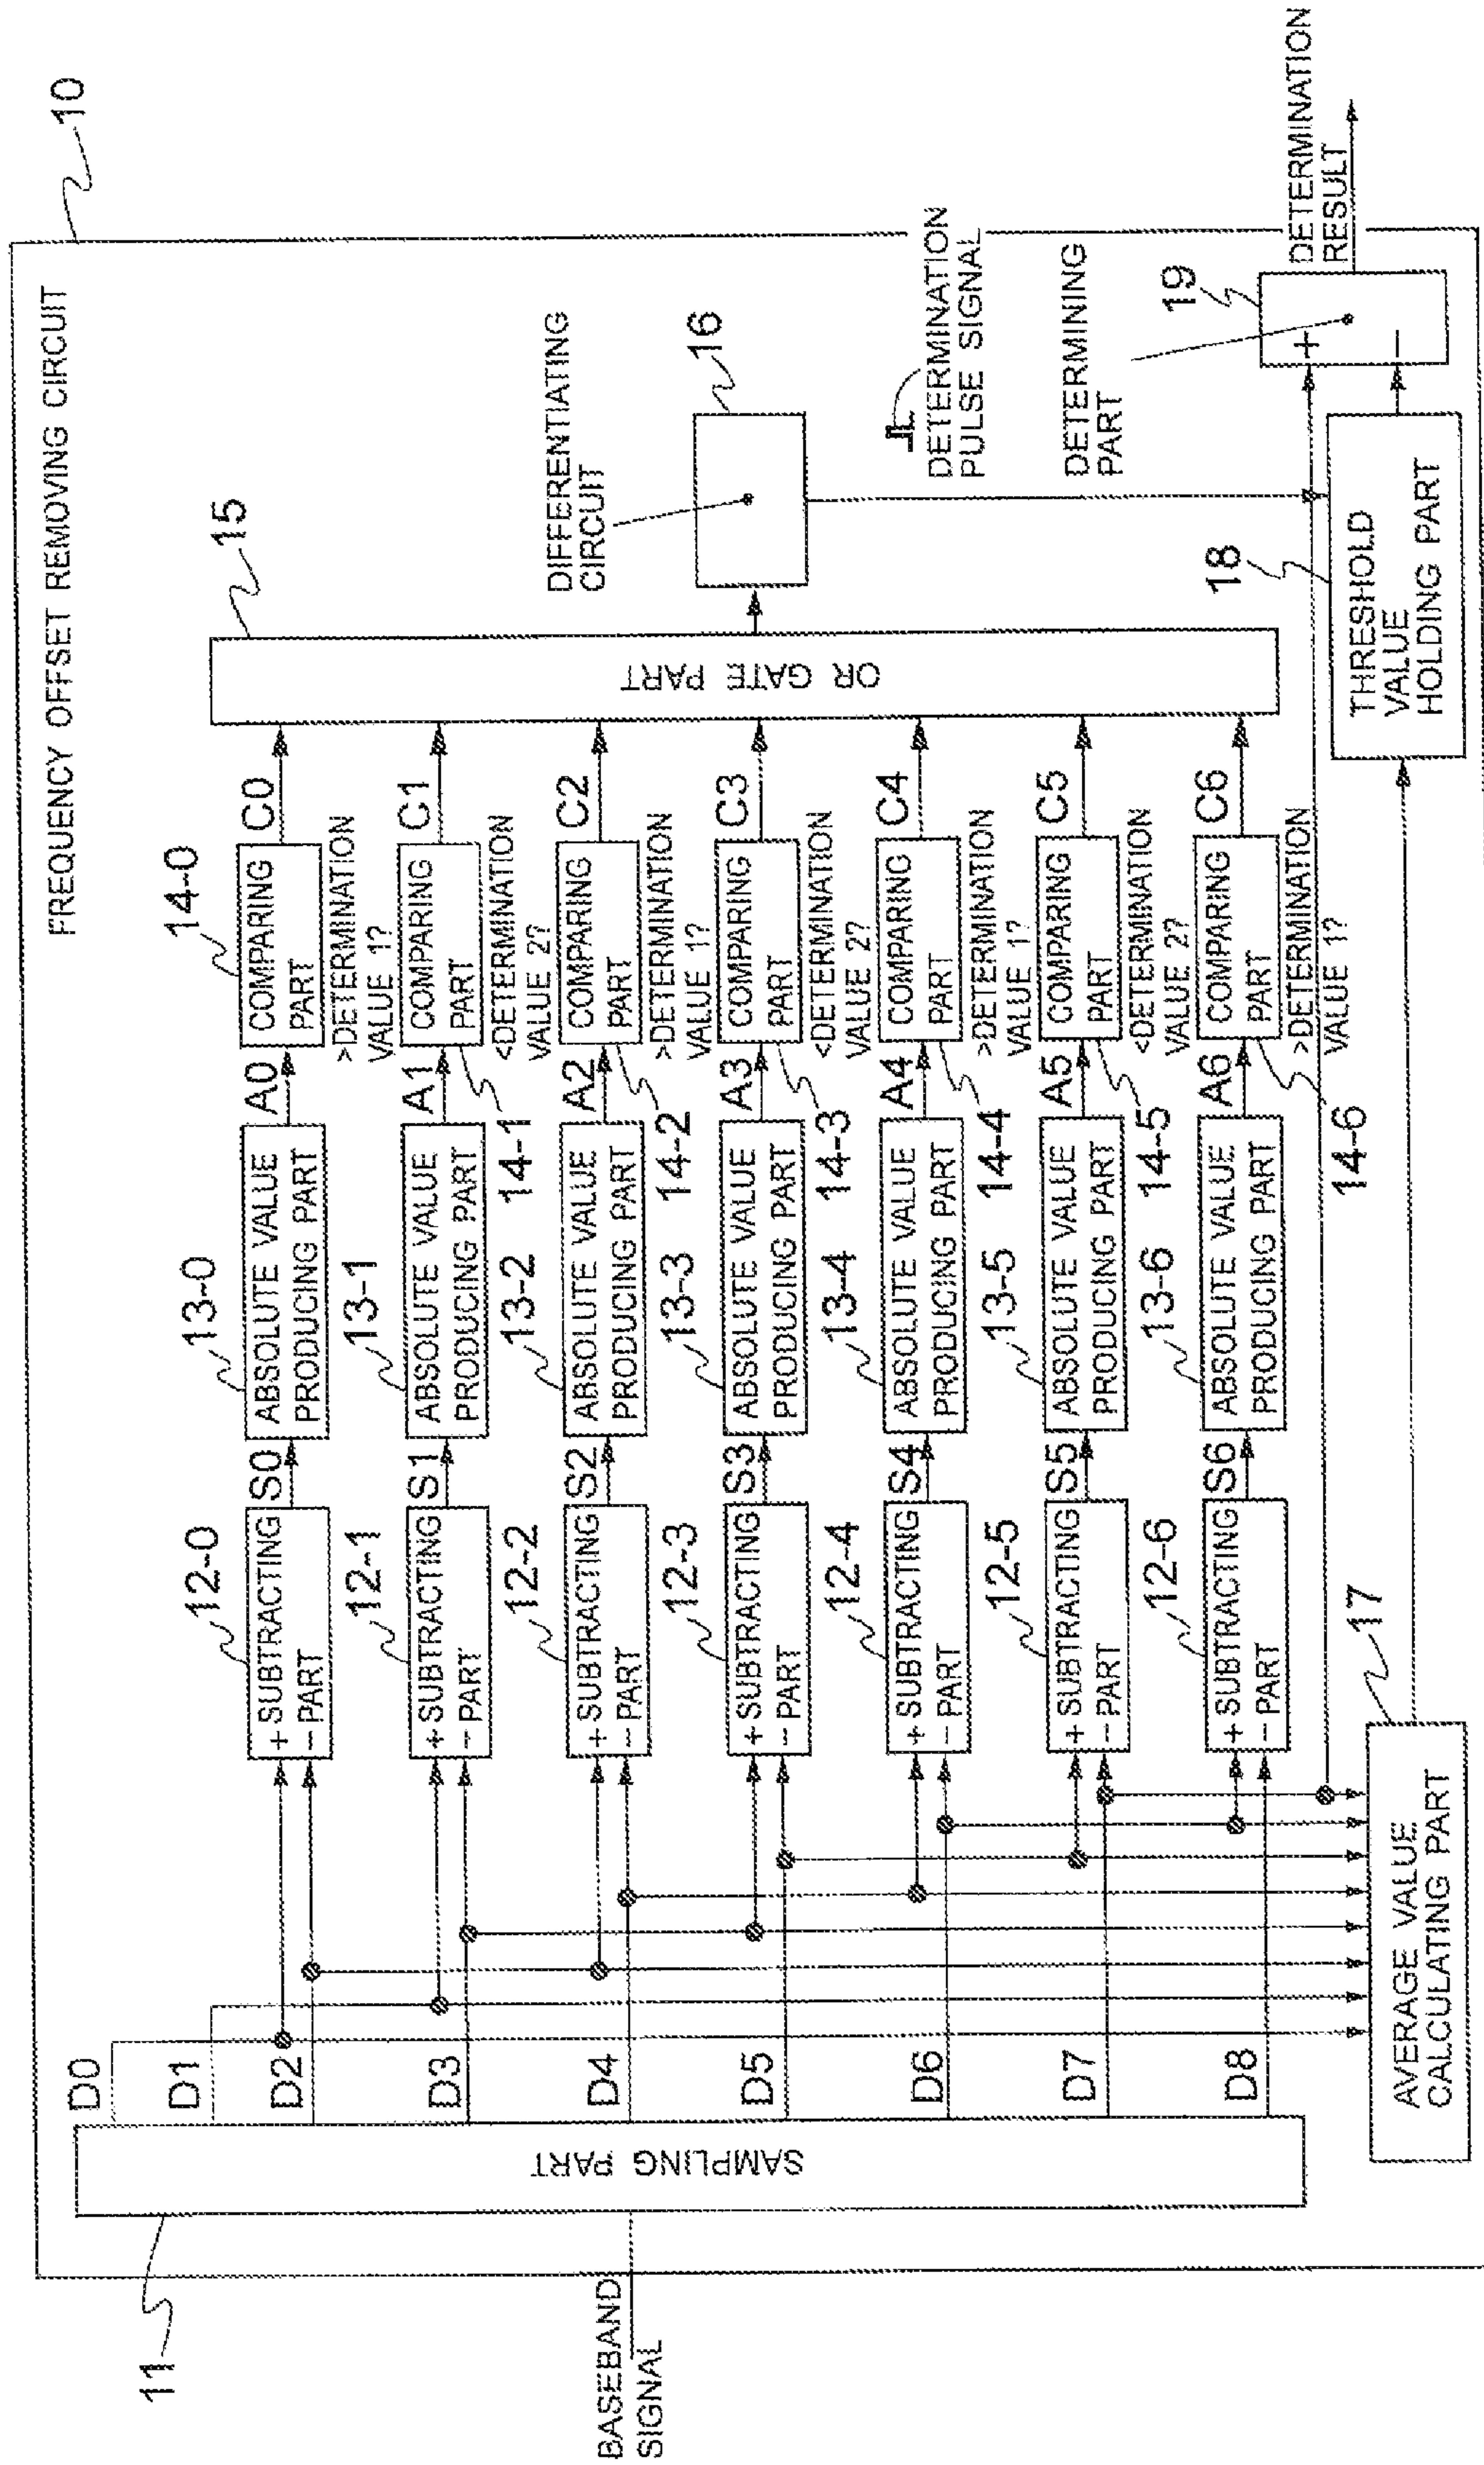 FREQUENCY OFFSET REMOVING CIRCUIT
10
BASEBAND
SIGNAL
11
SAMPLING PART
D0
D1
D2
D3
D4
D5
D6
D7
D8
12-0
+ SUBTRACTING
- PART
S0
13-0
ABSOLUTE VALUE
PRODUCING PART
A0
14-0
COMPARING
PART
C0
>DETERMINATION
VALUE 1?
12-1
+ SUBTRACTING
- PART
S1
13-1
ABSOLUTE VALUE
PRODUCING PART
A1
14-1
COMPARING
PART
C1
<DETERMINATION
VALUE 2?
12-2
+ SUBTRACTING
- PART
S2
13-2
ABSOLUTE VALUE
PRODUCING PART
A2
14-2
COMPARING
PART
C2
>DETERMINATION
VALUE 1?
12-3
+ SUBTRACTING
- PART
S3
13-3
ABSOLUTE VALUE
PRODUCING PART
A3
14-3
COMPARING
PART
C3
<DETERMINATION
VALUE 2?
12-4
+ SUBTRACTING
- PART
S4
13-4
ABSOLUTE VALUE
PRODUCING PART
A4
14-4
COMPARING
PART
C4
>DETERMINATION
VALUE 1?
12-5
+ SUBTRACTING
- PART
S5
13-5
ABSOLUTE VALUE
PRODUCING PART
A5
14-5
COMPARING
PART
C5
<DETERMINATION
VALUE 2?
12-6
+ SUBTRACTING
- PART
S6
13-6
ABSOLUTE VALUE
PRODUCING PART
A6
14-6
COMPARING
PART
C6
>DETERMINATION
VALUE 1?
15
OR GATE PART
DIFFERENTIATING
CIRCUIT
16
DETERMINATION
PULSE SIGNAL
DETERMINING
PART
17
AVERAGE VALUE
CALCULATING PART
18
THRESHOLD
VALUE
HOLDING PART
19
+
-
DETERMINATION
RESULT